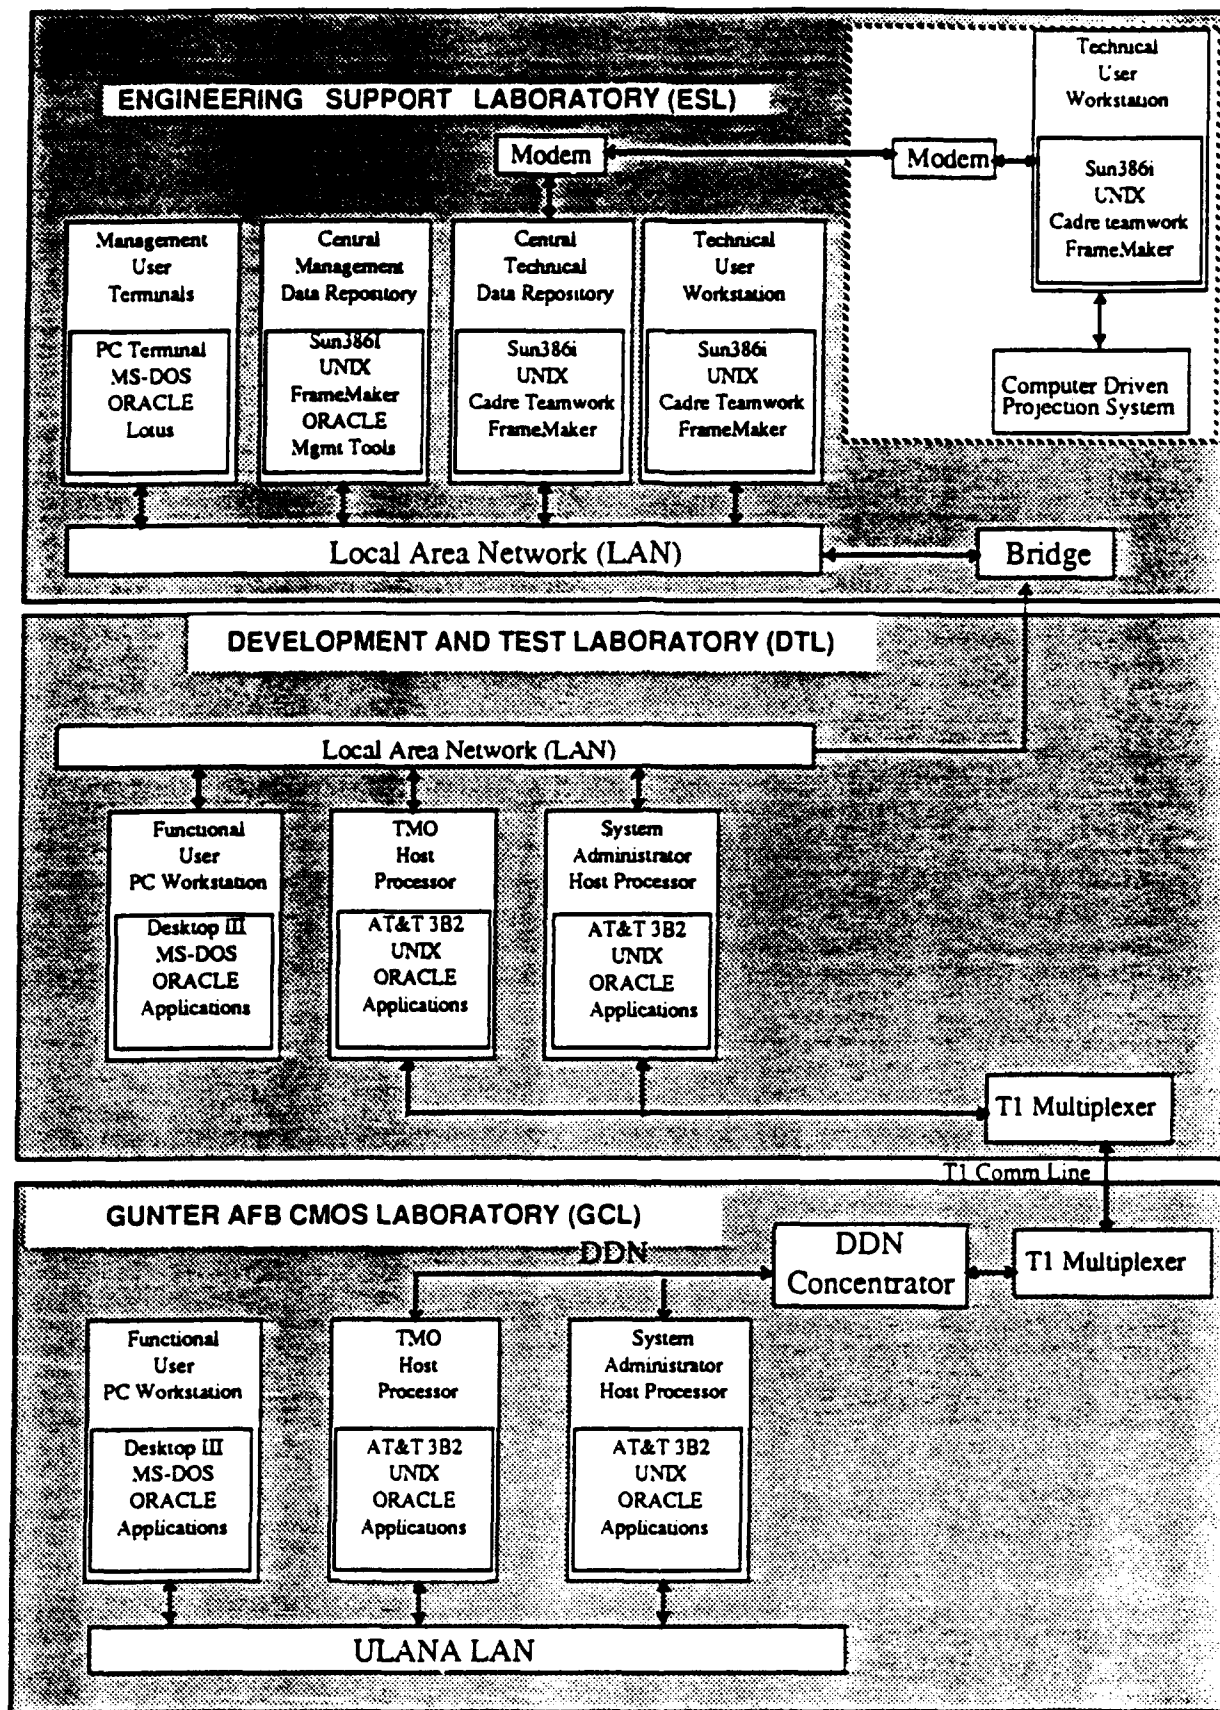 ENGINEERING SUPPORT LABORATORY (ESL)
Modem
Modem
Technical
User
Workstation
Sun386i
UNIX
Cadre teamwork
FrameMaker
Computer Driven
Projection System
Management
User
Terminals
PC Terminal
MS-DOS
ORACLE
Lotus
Central
Management
Data Repository
Sun386I
UNIX
FrameMaker
ORACLE
Mgmt Tools
Central
Technical
Data Repository
Sun386i
UNIX
Cadre Teamwork
FrameMaker
Technical
User
Workstation
Sun386i
UNIX
Cadre Teamwork
FrameMaker
Local Area Network (LAN)
Bridge
DEVELOPMENT AND TEST LABORATORY (DTL)
Local Area Network (LAN)
Functional
User
PC Workstation
Desktop III
MS-DOS
ORACLE
Applications
TMO
Host
Processor
AT&T 3B2
UNIX
ORACLE
Applications
System
Administrator
Host Processor
AT&T 3B2
UNIX
ORACLE
Applications
T1 Multiplexer
T1 Comm Line
GUNTER AFB CMOS LABORATORY (GCL)
DDN
DDN
Concentrator
T1 Multiplexer
Functional
User
PC Workstation
Desktop III
MS-DOS
ORACLE
Applications
TMO
Host
Processor
AT&T 3B2
UNIX
ORACLE
Applications
System
Administrator
Host Processor
AT&T 3B2
UNIX
ORACLE
Applications
ULANA LAN